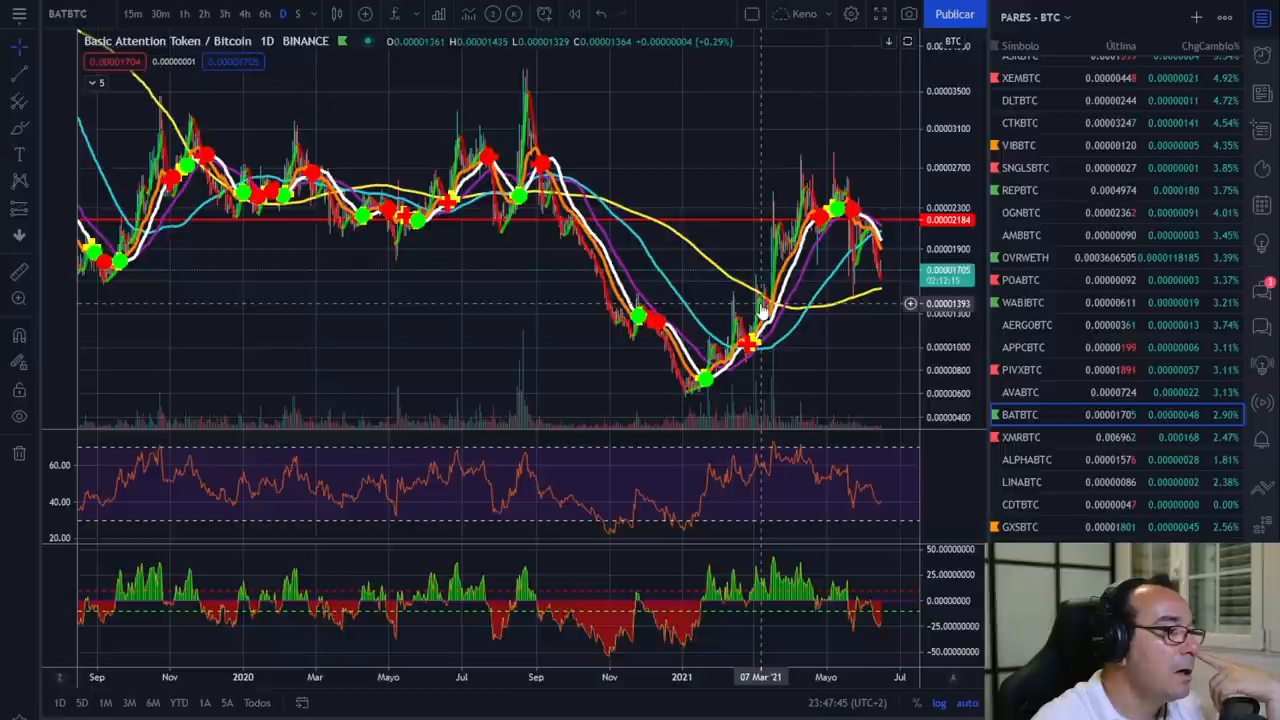 BATBTC 15m 30m 1h 2h 3h 4h 6h D S Keno Publicar
Basic Attention Token / Bitcoin 1D BINANCE O0.00001361 H0.00001435 L0.00001329 C0.00001364 +0.00000004 (+0.29%)
BTC
0.00001704 0.00000001 0.00001705
5
0.00003500
0.00003100
0.00002700
0.00002300
0.00002184
0.00001900
0.00001705
02:12:15
0.00001393
0.00001300
0.00001000
0.00000800
0.00000600
0.00000400
60.00
40.00
20.00
50.00000000
25.00000000
0.00000000
-25.00000000
-50.00000000
Sep Nov 2020 Mar Mayo Jul Sep Nov 2021 07 Mar '21 Mayo Jul
Z A
1D 5D 1M 3M 6M YTD 1A 5A Todos 23:47:45 (UTC+2) % log auto
PARES - BTC
Símbolo Última Chg Cambio%
XEMBTC 0.00000448 0.00000021 4.92%
DLTBTC 0.00000244 0.00000011 4.72%
CTKBTC 0.00003247 0.00000141 4.54%
VIBBTC 0.00000120 0.00000005 4.35%
SNGLSBTC 0.00000027 0.00000001 3.85%
REPBTC 0.0004974 0.000180 3.75%
OGNBTC 0.00002362 0.00000091 4.01%
AMBBTC 0.00000090 0.00000003 3.45%
OVRWETH 0.0003606505 0.0000118185 3.39%
POABTC 0.00000092 0.00000003 3.37%
WABIBTC 0.00000611 0.00000019 3.21%
AERGOBTC 0.00000361 0.00000013 3.74%
APPCBTC 0.00000199 0.00000006 3.11%
PIVXBTC 0.00001891 0.00000057 3.11%
AVABTC 0.0000724 0.0000022 3.13%
BATBTC 0.00001705 0.00000048 2.90%
XMRBTC 0.006962 0.000168 2.47%
ALPHABTC 0.00001576 0.00000028 1.81%
LINABTC 0.00000086 0.00000002 2.38%
CDTBTC 0.00000047 0.00000000 0.00%
GXSBTC 0.00001801 0.00000045 2.56%
3